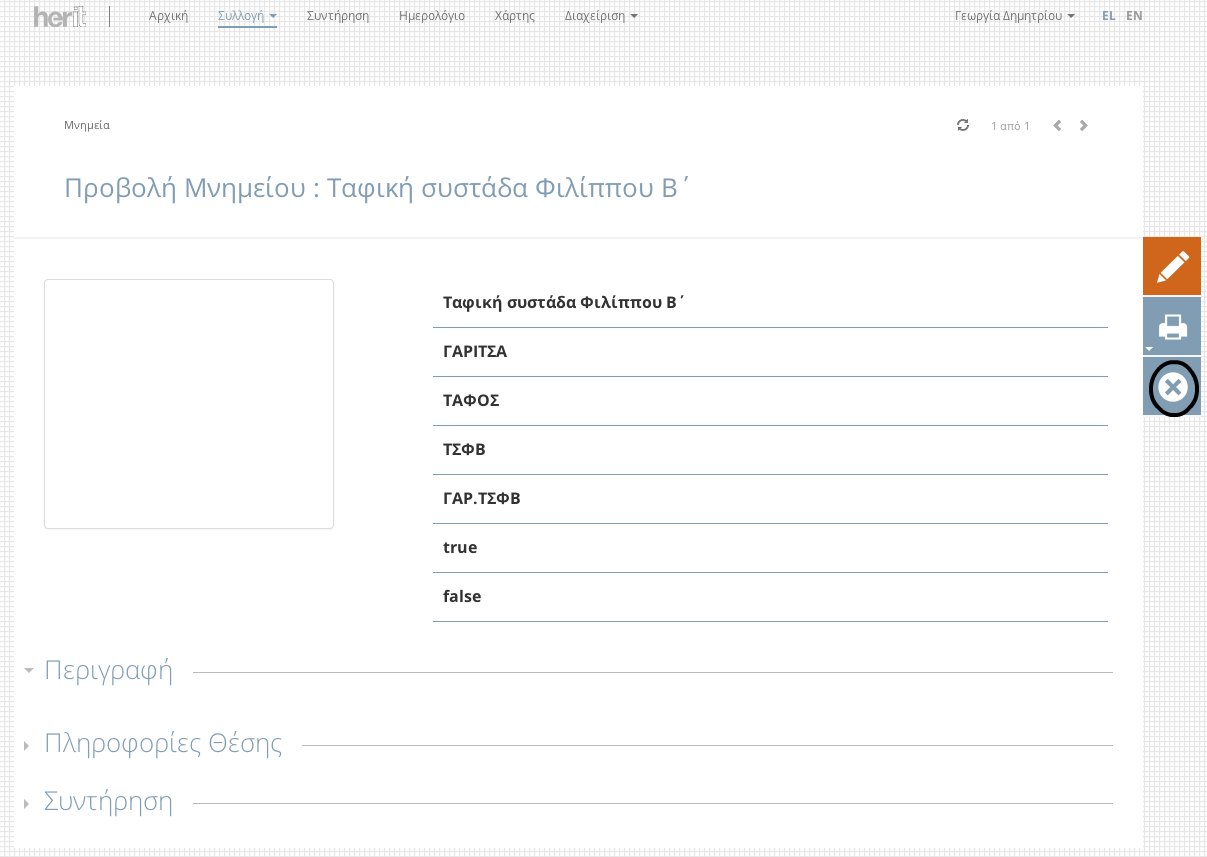 herit Αρχική Συλλογή Συντήρηση Ημερολόγιο Χάρτης Διαχείριση Γεωργία Δημητρίου EL EN
Μνημεία 1 από 1
Προβολή Μνημείου : Ταφική συστάδα Φιλίππου Β΄
Ταφική συστάδα Φιλίππου Β΄
ΓΑΡΙΤΣΑ
ΤΑΦΟΣ
ΤΣΦΒ
ΓΑΡ.ΤΣΦΒ
true
false
Περιγραφή
Πληροφορίες Θέσης
Συντήρηση